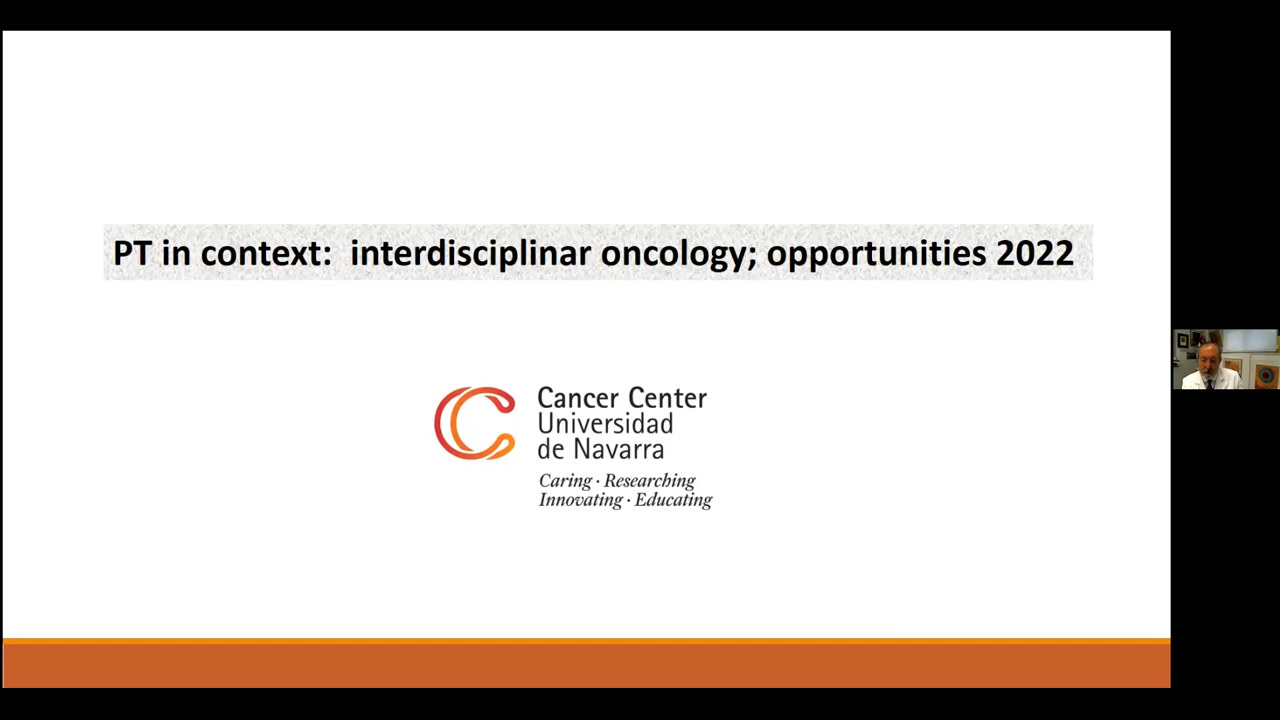 PT in context:  interdisciplinar oncology; opportunities 2022
Cancer Center
Universidad
de Navarra
Caring · Researching
Innovating · Educating